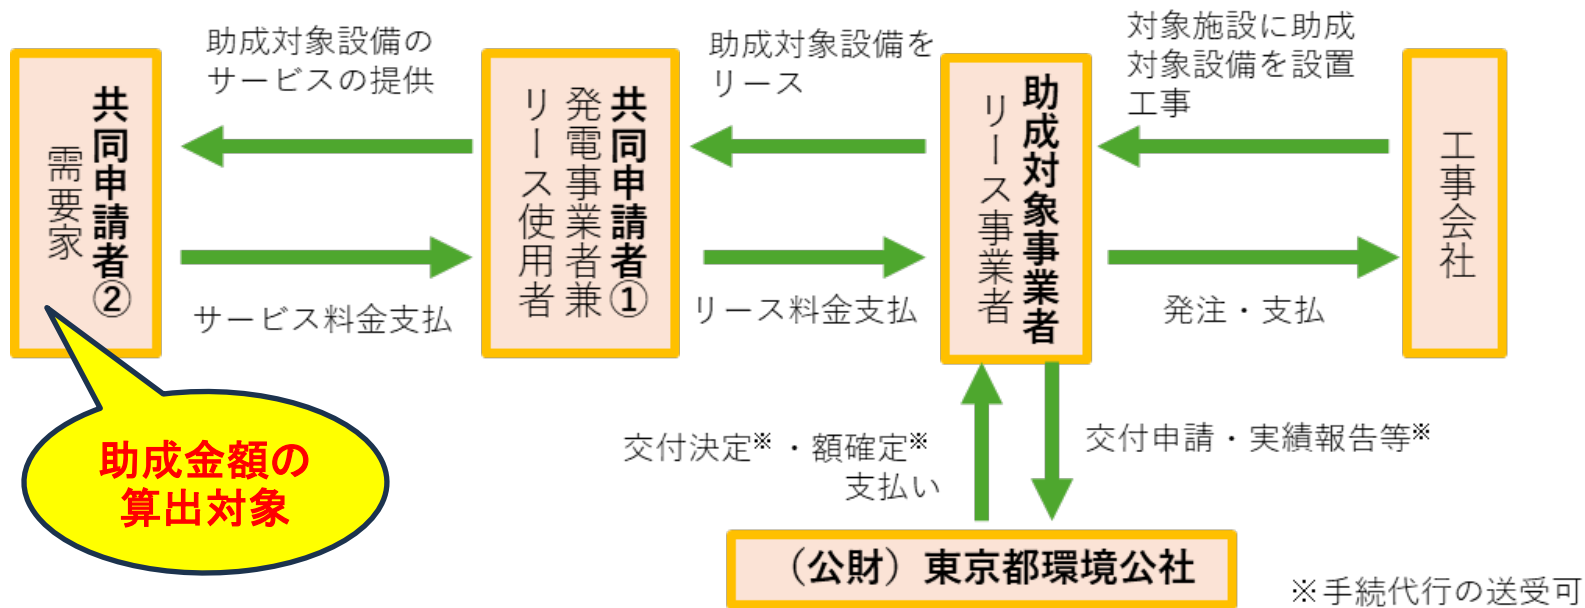 助成対象設備の
サービスの提供
助成対象設備を
リース
対象施設に助成
対象設備を設置
工事
共同申請者②
需要家
共同申請者①
発電事業者兼
リース使用者
助成対象事業者
リース事業者
工事会社
サービス料金支払
リース料金支払
発注・支払
助成金額の
算出対象
交付決定※・額確定※
支払い
交付申請・実績報告等※
（公財）東京都環境公社
※手続代行の送受可